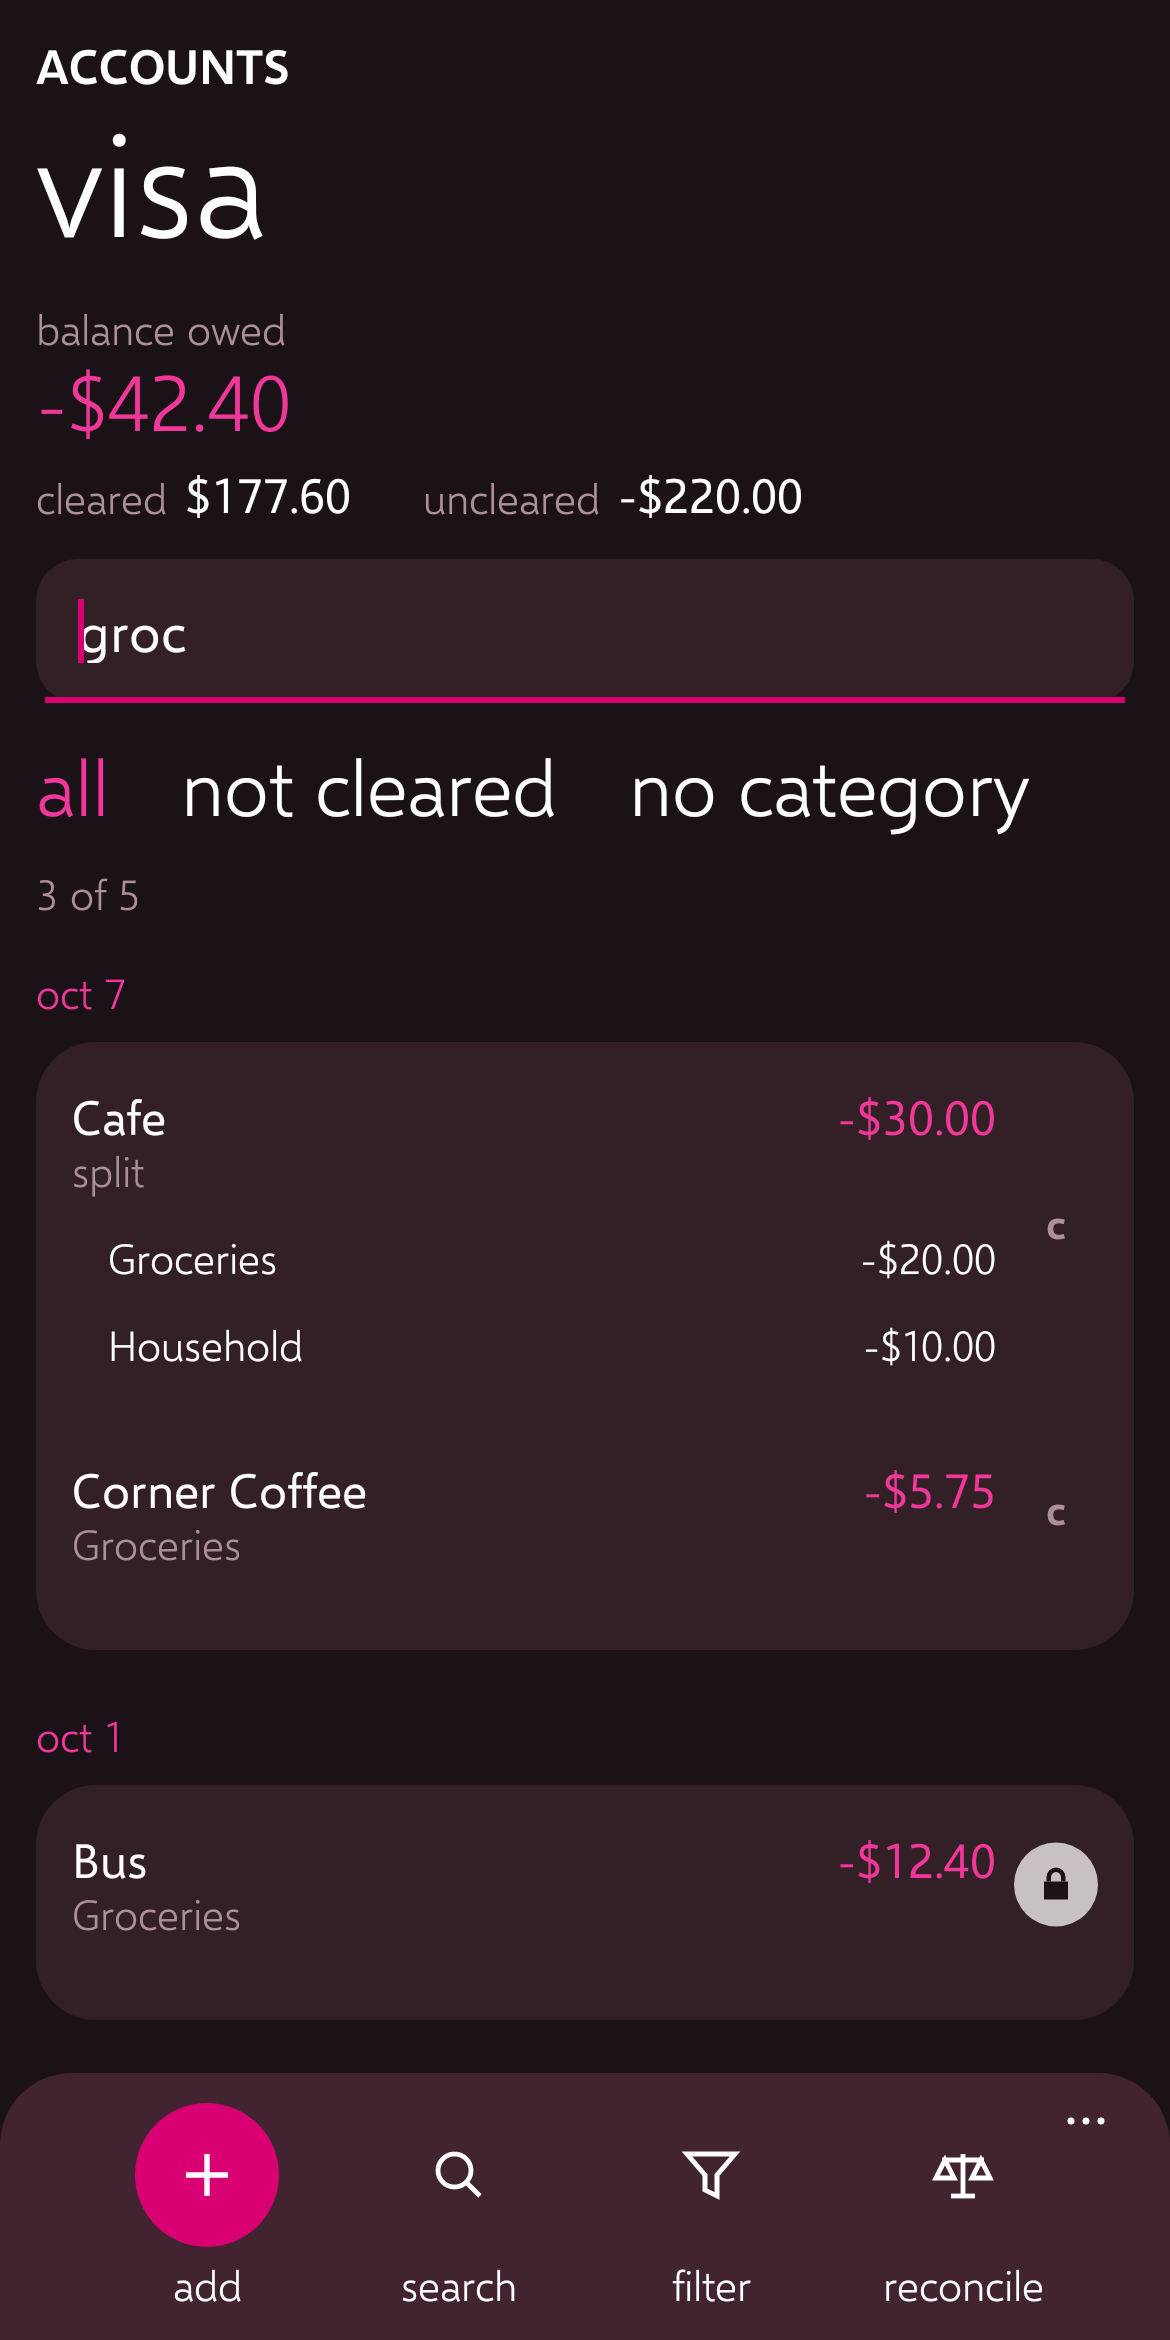 ACCOUNTS
visa
balance owed
-$42.40
cleared $177.60 uncleared -$220.00
groc
all not cleared no category
3 of 5
oct 7
Cafe -$30.00
split
c
Groceries -$20.00
Household -$10.00
Corner Coffee -$5.75
c
Groceries
oct 1
Bus -$12.40
Groceries
add search filter reconcile